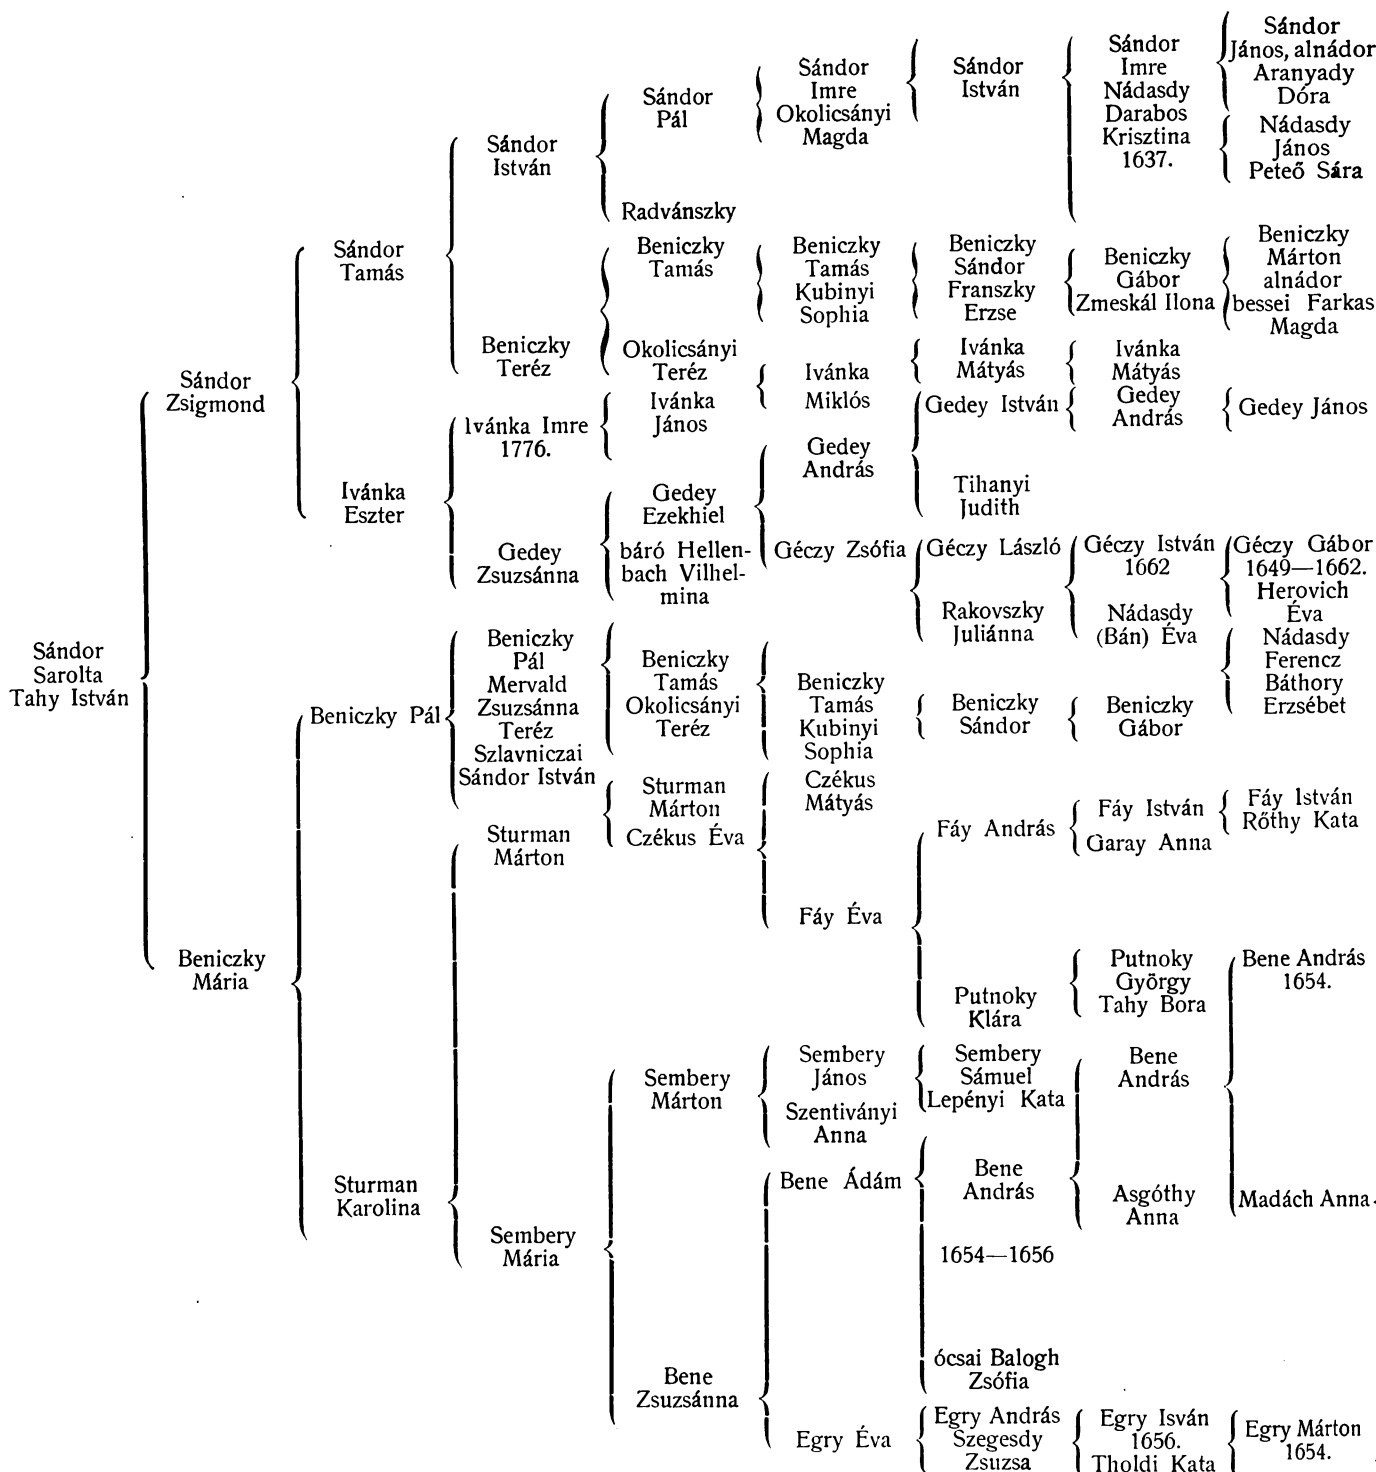 Sándor
Sarolta
Tahy István
Sándor
Zsigmond
Beniczky
Mária
Sándor
Tamás
Ivánka
Eszter
Beniczky Pál
Sturman
Karolina
Sándor
István
Beniczky
Teréz
Ivánka Imre
1776.
Gedey
Zsuzsánna
Beniczky
Pál
Mervald
Zsuzsánna
Teréz
Szlavniczai
Sándor István
Sturman
Márton
Sembery
Mária
Sándor
Pál
Radvánszky
Beniczky
Tamás
Okolicsányi
Teréz
Ivánka
János
Gedey
Ezekhiel
báró Hellen-
bach Vilhel-
mina
Beniczky
Tamás
Okolicsányi
Teréz
Sturman
Márton
Czékus Éva
Sembery
Márton
Bene
Zsuzsánna
Sándor
Imre
Okolicsányi
Magda
Beniczky
Tamás
Kubinyi
Sophia
Ivánka
Miklós
Gedey
András
Géczy Zsófia
Beniczky
Tamás
Kubinyi
Sophia
Czékus
Mátyás
Fáy Éva
Sembery
János
Szentiványi
Anna
Bene Ádám
Egry Éva
Sándor
István
Beniczky
Sándor
Franszky
Erzse
Ivánka
Mátyás
Gedey István
Tihanyi
Judith
Géczy László
Rakovszky
Juliánna
Beniczky
Sándor
Fáy András
Putnoky
Klára
Sembery
Sámuel
Lepényi Kata
Bene
András
1654—1656
ócsai Balogh
Zsófia
Egry András
Szegesdy
Zsuzsa
Sándor
Imre
Nádasdy
Darabos
Krisztina
1637.
Beniczky
Gábor
Zmeskál Ilona
Ivánka
Mátyás
Gedey
András
Géczy István
1662
Nádasdy
(Bán) Éva
Beniczky
Gábor
Fáy István
Garay Anna
Putnoky
György
Tahy Bora
Bene
András
Asgóthy
Anna
Egry Isván
1656.
Tholdi Kata
Sándor
János, alnádor
Aranyady
Dóra
Nádasdy
János
Peteő Sára
Beniczky
Márton
alnádor
bessei Farkas
Magda
Gedey János
Géczy Gábor
1649—1662.
Herovich
Éva
Nádasdy
Ferencz
Báthory
Erzsébet
Fáy István
Rőthy Kata
Bene András
1654.
Madách Anna
Egry Márton
1654.